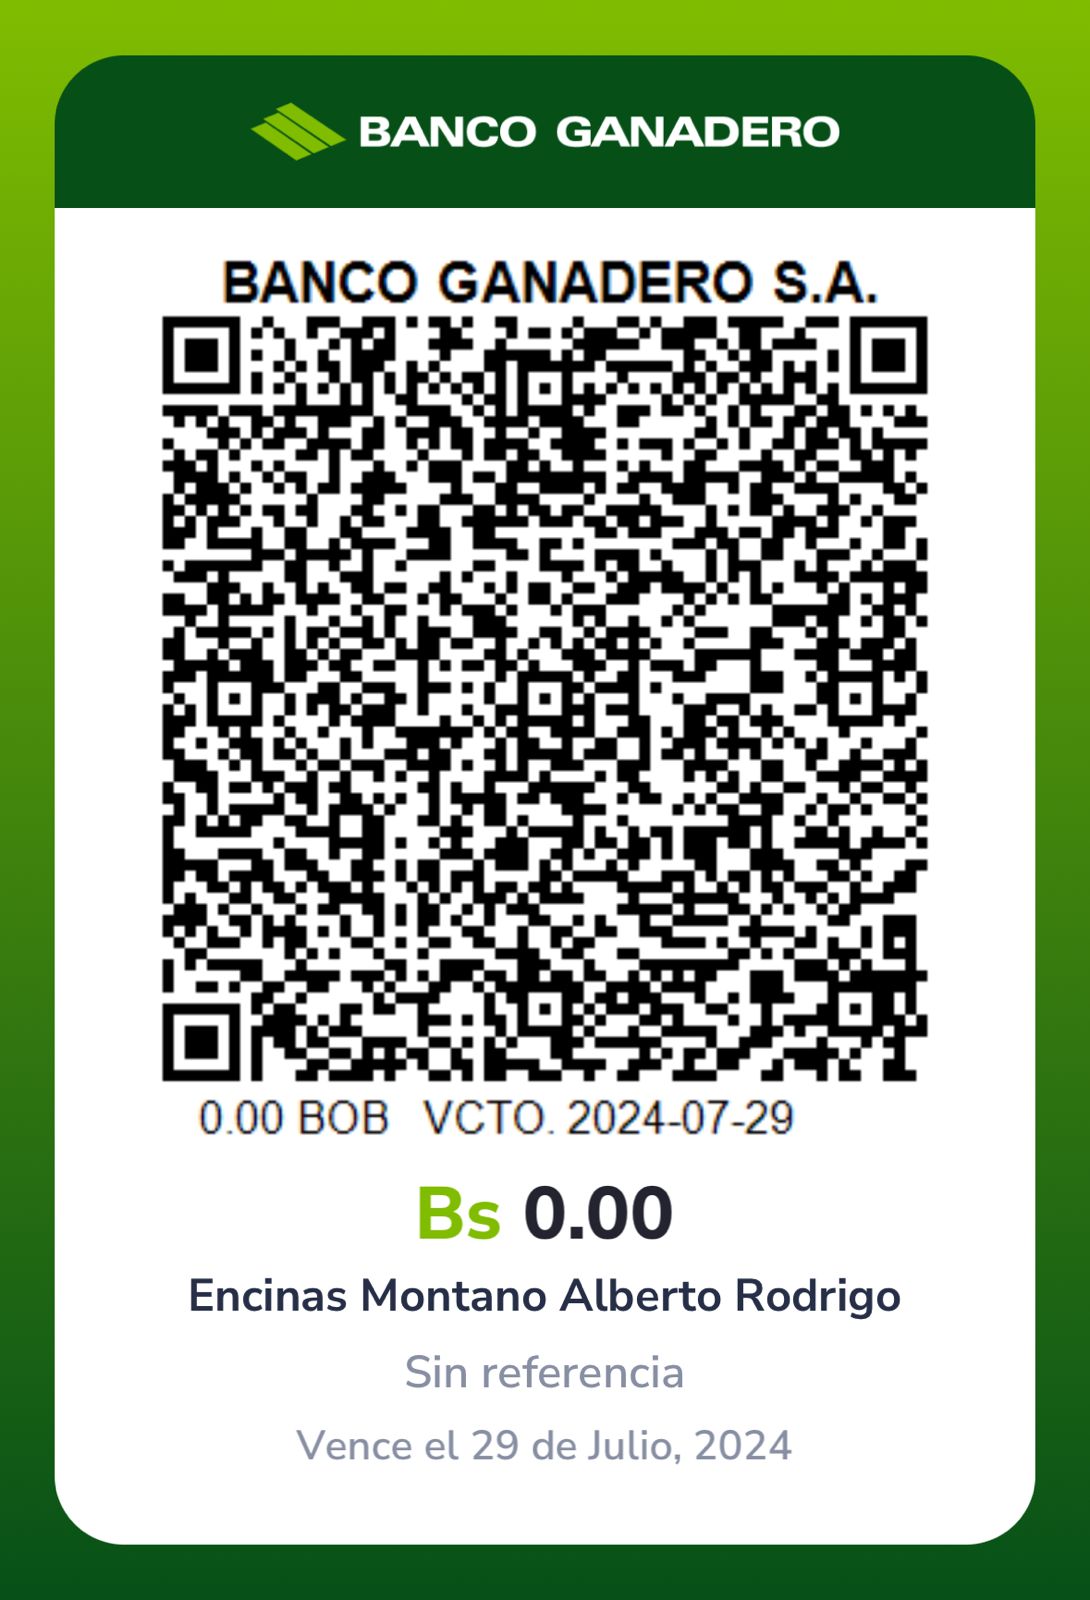 BANCO GANADERO
BANCO GANADERO S.A.
0.00 BOB VCTO. 2024-07-29
Bs 0.00
Encinas Montano Alberto Rodrigo
Sin referencia
Vence el 29 de Julio, 2024